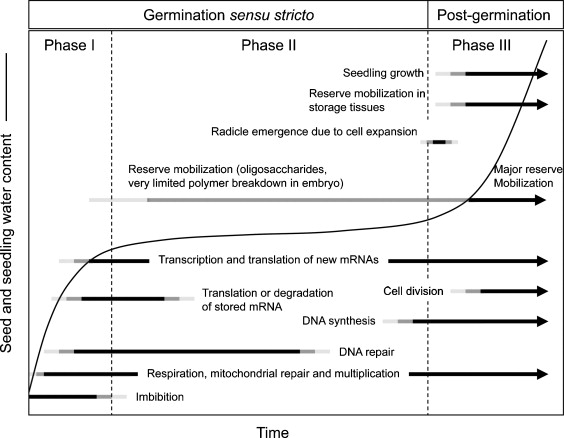 Germination sensu stricto
Post-germination
Phase I
Phase II
Phase III
Seedling growth
Reserve mobilization in
storage tissues
Radicle emergence due to cell expansion
Reserve mobilization (oligosaccharides,
very limited polymer breakdown in embryo)
Major reserve
Mobilization
Transcription and translation of new mRNAs
Translation or degradation
of stored mRNA
Cell division
DNA synthesis
DNA repair
Respiration, mitochondrial repair and multiplication
Imbibition
Seed and seedling water content
Time